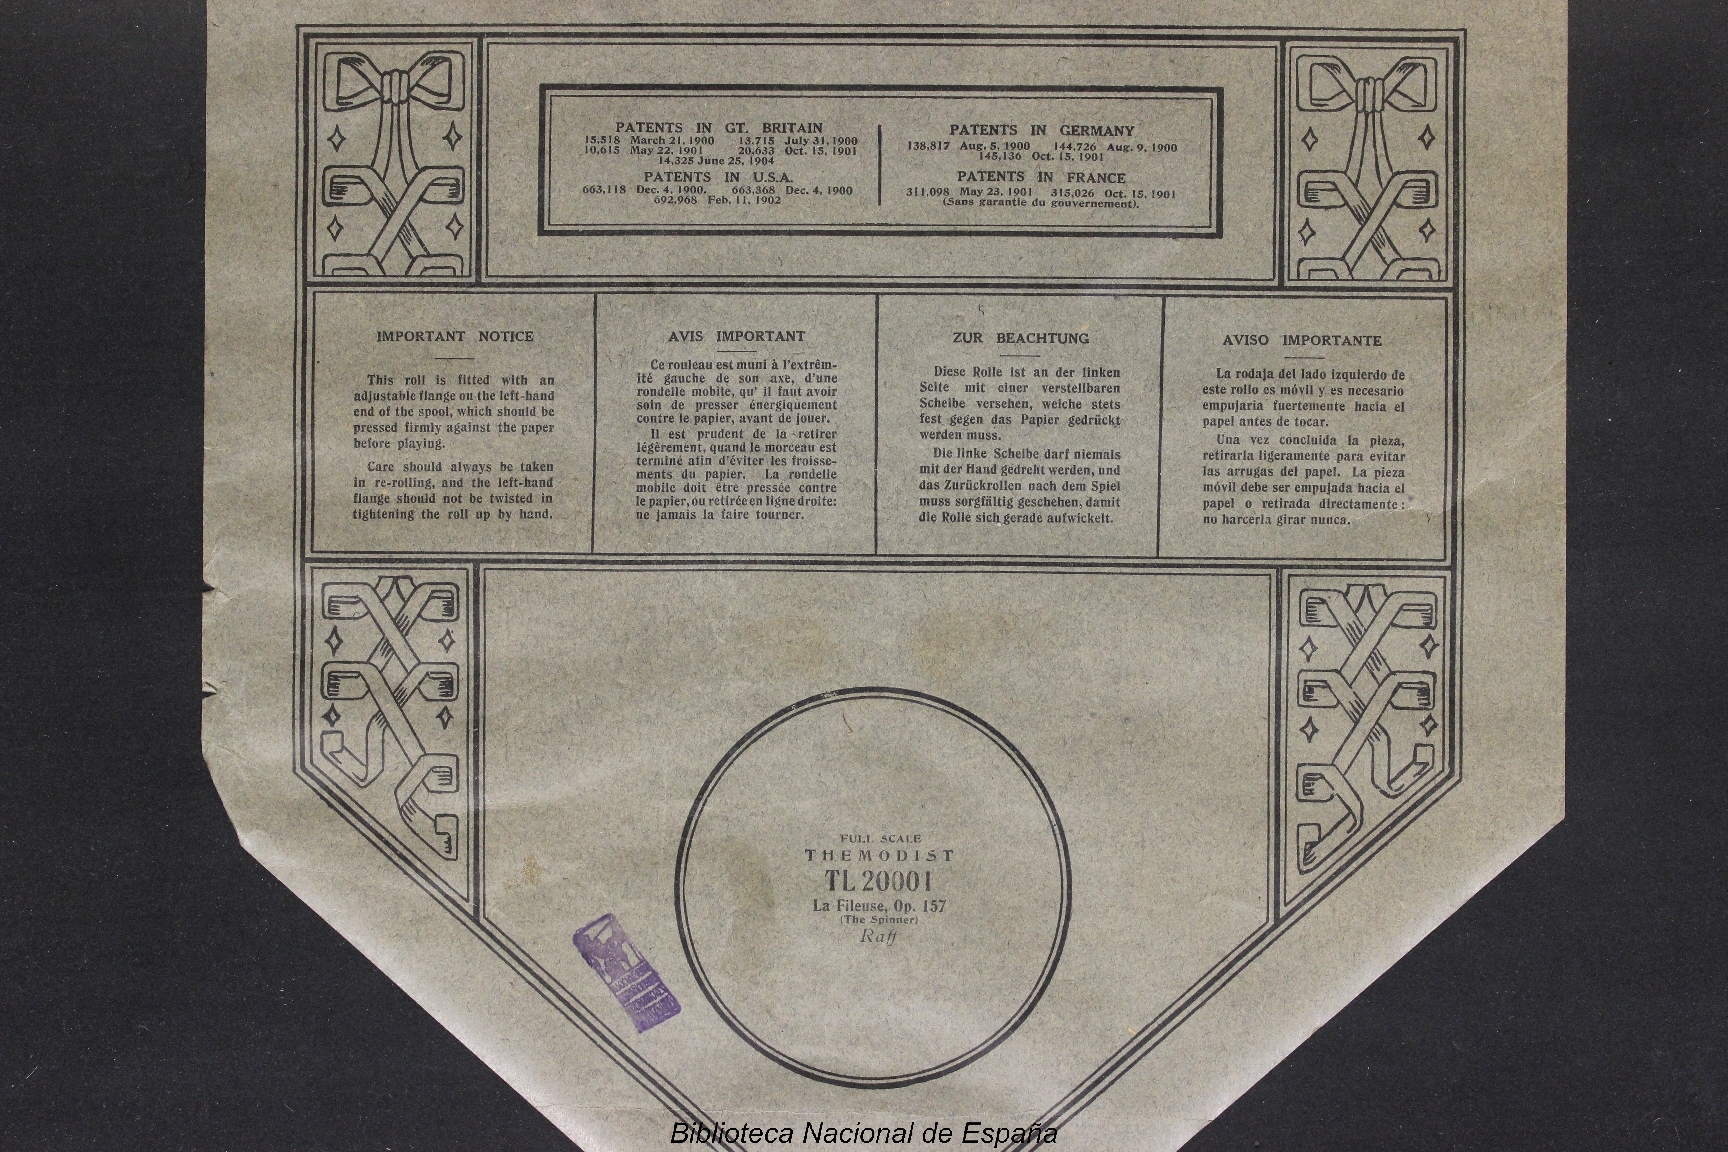 PATENTS IN GT. BRITAIN
15,518 March 21, 1900 13,715 July 31, 1900
10,615 May 22, 1901 20,633 Oct. 15, 1901
14,325 June 25, 1904
PATENTS IN U.S.A.
663,118 Dec. 4, 1900. 663,368 Dec. 4, 1900
692,968 Feb. 11, 1902
PATENTS IN GERMANY
138,817 Aug. 5, 1900 144,726 Aug. 9, 1900
145,136 Oct. 15, 1901
PATENTS IN FRANCE
311,098 May 23, 1901 315,026 Oct. 15, 1901
(Sans garantie du gouvernement).
IMPORTANT NOTICE
This roll is fitted with an
adjustable flange on the left-hand
end of the spool, which should be
pressed firmly against the paper
before playing.
Care should always be taken
in re-rolling, and the left-hand
flange should not be twisted in
tightening the roll up by hand.
AVIS IMPORTANT
Ce rouleau est muni à l'extrêm-
ité gauche de son axe, d'une
rondelle mobile, qu' il faut avoir
soin de presser énergiquement
contre le papier, avant de jouer.
Il est prudent de la retirer
légèrement, quand le morceau est
terminé afin d'éviter les froisse-
ments du papier. La rondelle
mobile doit être pressée contre
le papier, ou retirée en ligne droite:
ne jamais la faire tourner.
ZUR BEACHTUNG
Diese Rolle ist an der linken
Seite mit einer verstellbaren
Scheibe versehen, welche stets
fest gegen das Papier gedrückt
werden muss.
Die linke Scheibe darf niemals
mit der Hand gedreht werden, und
das Zurückrollen nach dem Spiel
muss sorgfältig geschehen, damit
die Rolle sich gerade aufwickelt.
AVISO IMPORTANTE
La rodaja del lado izquierdo de
este rollo es móvil y es necesario
empujaria fuertemente hacia el
papel antes de tocar.
Una vez concluida la pieza,
retirarla ligeramente para evitar
las arrugas del papel. La pieza
móvil debe ser empujada hacia el
papel o retirada directamente:
no harcerla girar nunca.
FULL SCALE
THEMODIST
TL 20001
La Fileuse, Op. 157
(The Spinner)
Raff
Biblioteca Nacional de España